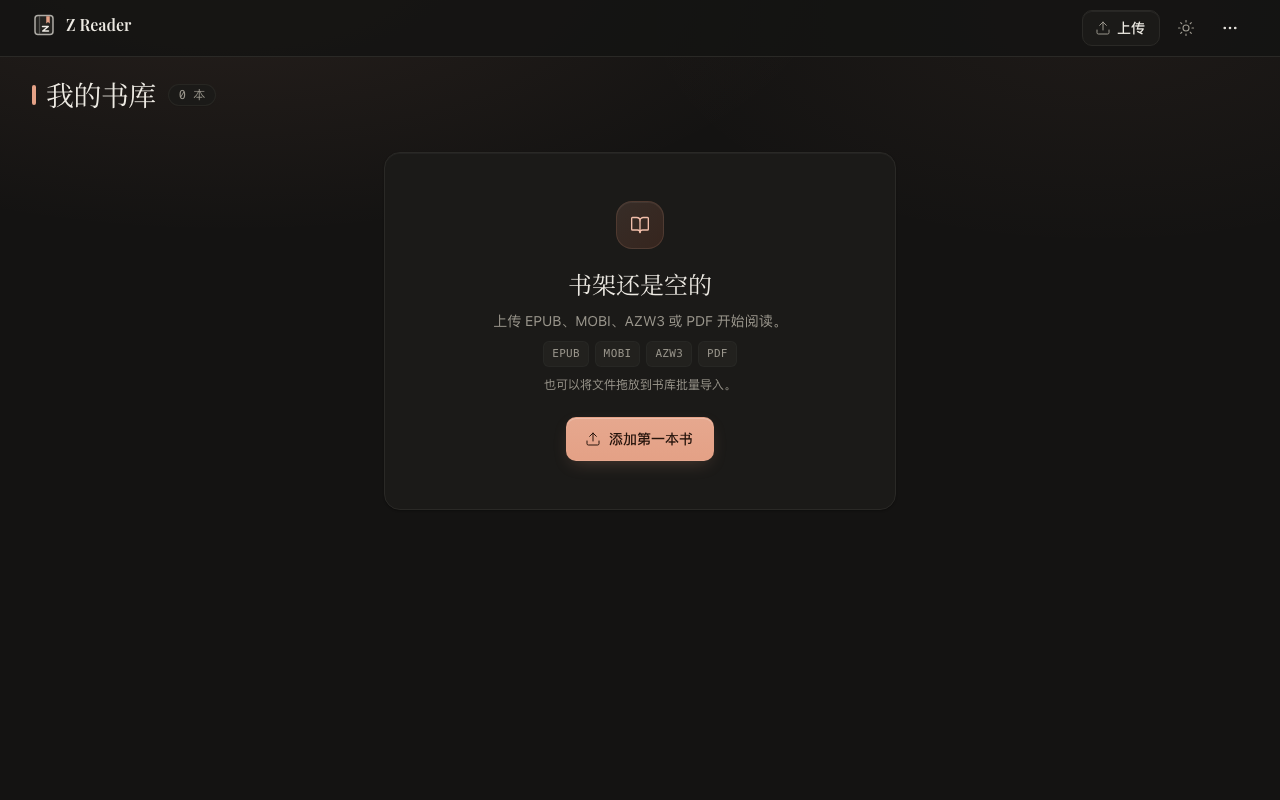 Z Reader
上传
我的书库
0 本
书架还是空的
上传 EPUB、MOBI、AZW3 或 PDF 开始阅读。
EPUB MOBI AZW3 PDF
也可以将文件拖放到书库批量导入。
添加第一本书